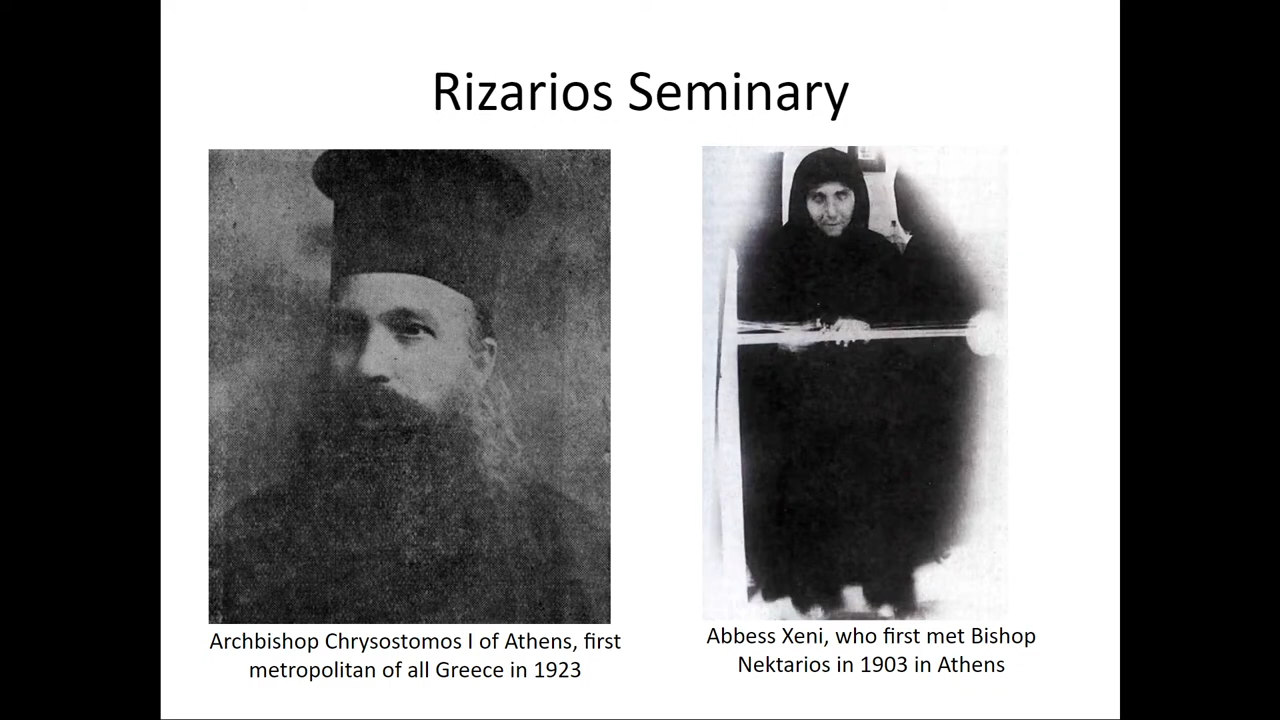 Rizarios Seminary
Archbishop Chrysostomos I of Athens, first
metropolitan of all Greece in 1923
Abbess Xeni, who first met Bishop
Nektarios in 1903 in Athens